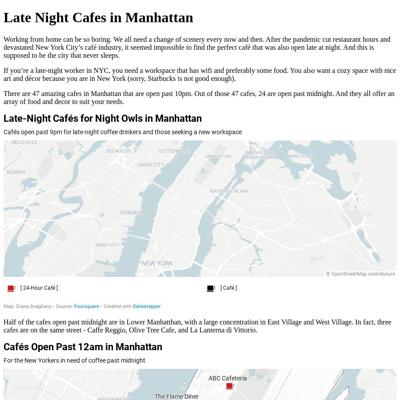 Late Night Cafes in Manhattan
Working from home can be so boring. We all need a change of scenery every now and then. After the pandemic cut restaurant hours and
devastated New York City's café industry, it seemed impossible to find the perfect café that was also open late at night. And this is
supposed to be the city that never sleeps.
If you're a late-night worker in NYC, you need a workspace that has wifi and preferably some food. You also want a cozy space with nice
art and décor because you are in New York (sorry, Starbucks is not good enough).
There are 47 amazing cafes in Manhattan that are open past 10pm. Out of those 47 cafes, 24 are open past midnight. And they all offer an
array of food and decor to suit your needs.
Late-Night Cafés for Night Owls in Manhattan
Cafés open past 9pm for late-night coffee drinkers and those seeking a new workspace
BELLEVILLE
SECAUCUS
GUTTENBERG
MANHATTAN
KEARNY
UNION CITY
HOBOKEN
JERSEY CITY
NEW YORK
© OpenStreetMap contributors
[ 24-Hour Café ]
[ Café ]
Map: Giana Avegliano • Source: Foursquare • Created with Datawrapper
Half of the cafes open past midnight are in Lower Manhatthan, with a large concentration in East Village and West Village. In fact, three
cafes are on the same street - Caffe Reggio, Olive Tree Cafe, and La Lanterna di Vittorio.
Cafés Open Past 12am in Manhattan
For the New Yorkers in need of coffee past midnight
ABC Cafeteria
The Flame Diner